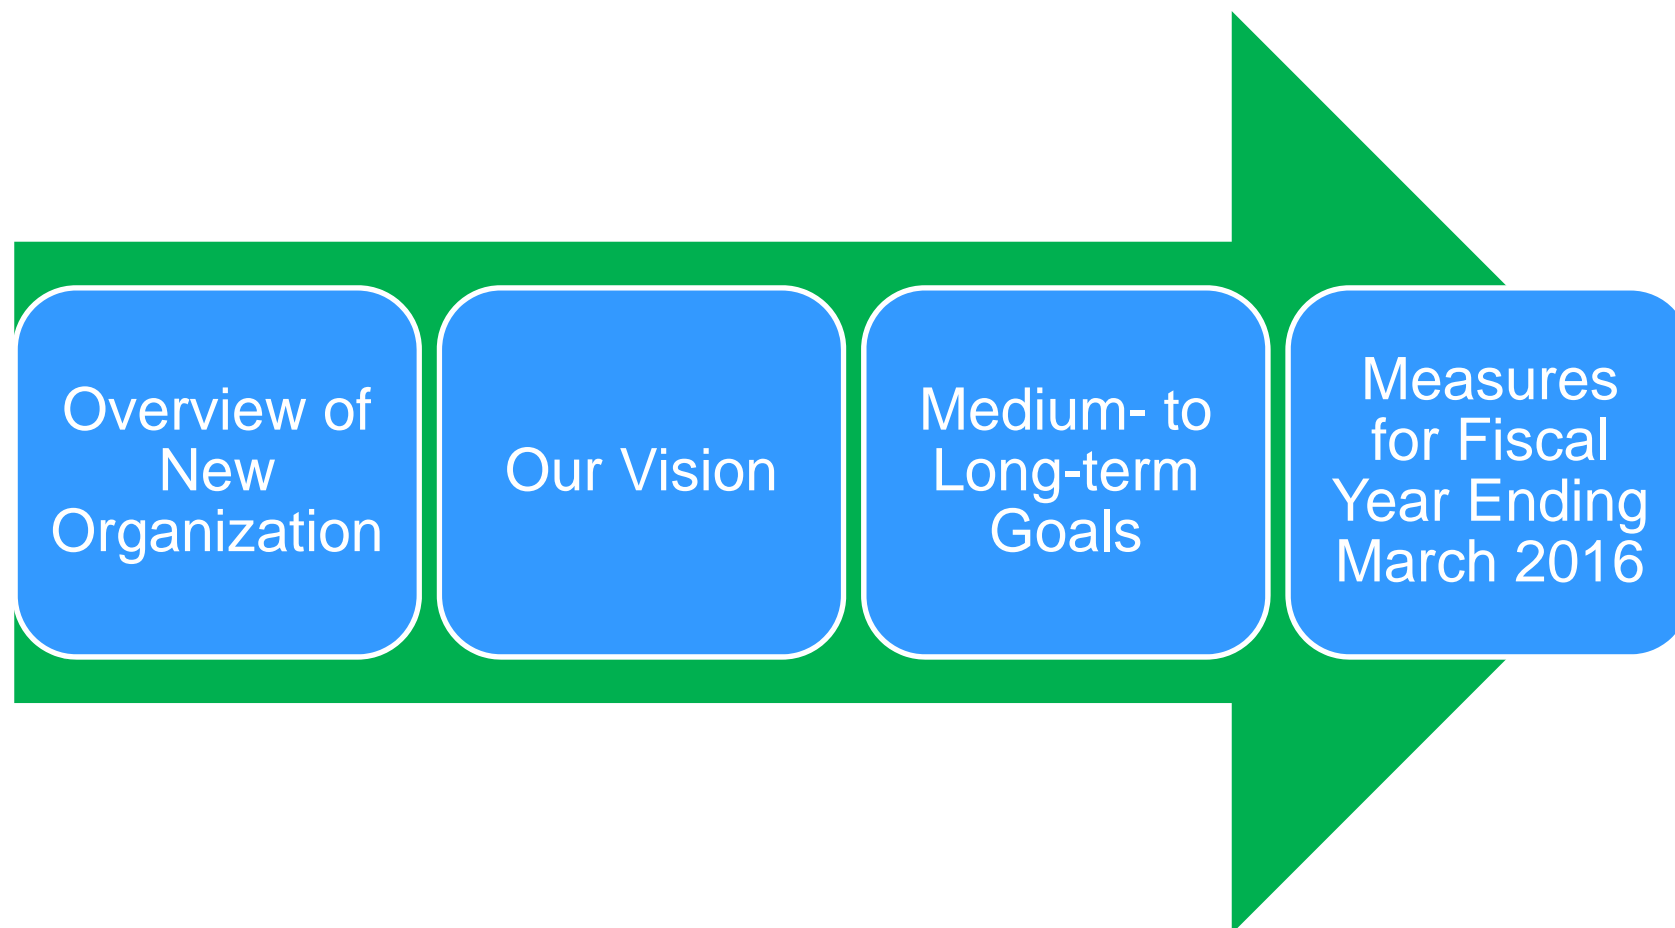 Overview of
New
Organization
Our Vision
Medium- to
Long-term
Goals
Measures
for Fiscal
Year Ending
March 2016